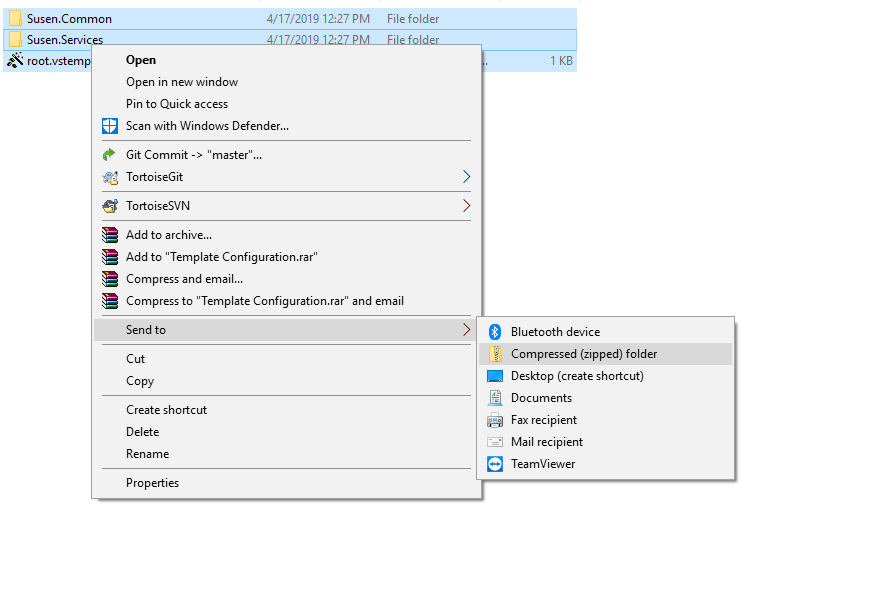 Susen.Common 4/17/2019 12:27 PM File folder
Susen.Services 4/17/2019 12:27 PM File folder
root.vstemp .. 1 KB
Open
Open in new window
Pin to Quick access
Scan with Windows Defender...
Git Commit -> "master"...
TortoiseGit
TortoiseSVN
Add to archive...
Add to "Template Configuration.rar"
Compress and email...
Compress to "Template Configuration.rar" and email
Send to
Cut
Copy
Create shortcut
Delete
Rename
Properties
Bluetooth device
Compressed (zipped) folder
Desktop (create shortcut)
Documents
Fax recipient
Mail recipient
TeamViewer